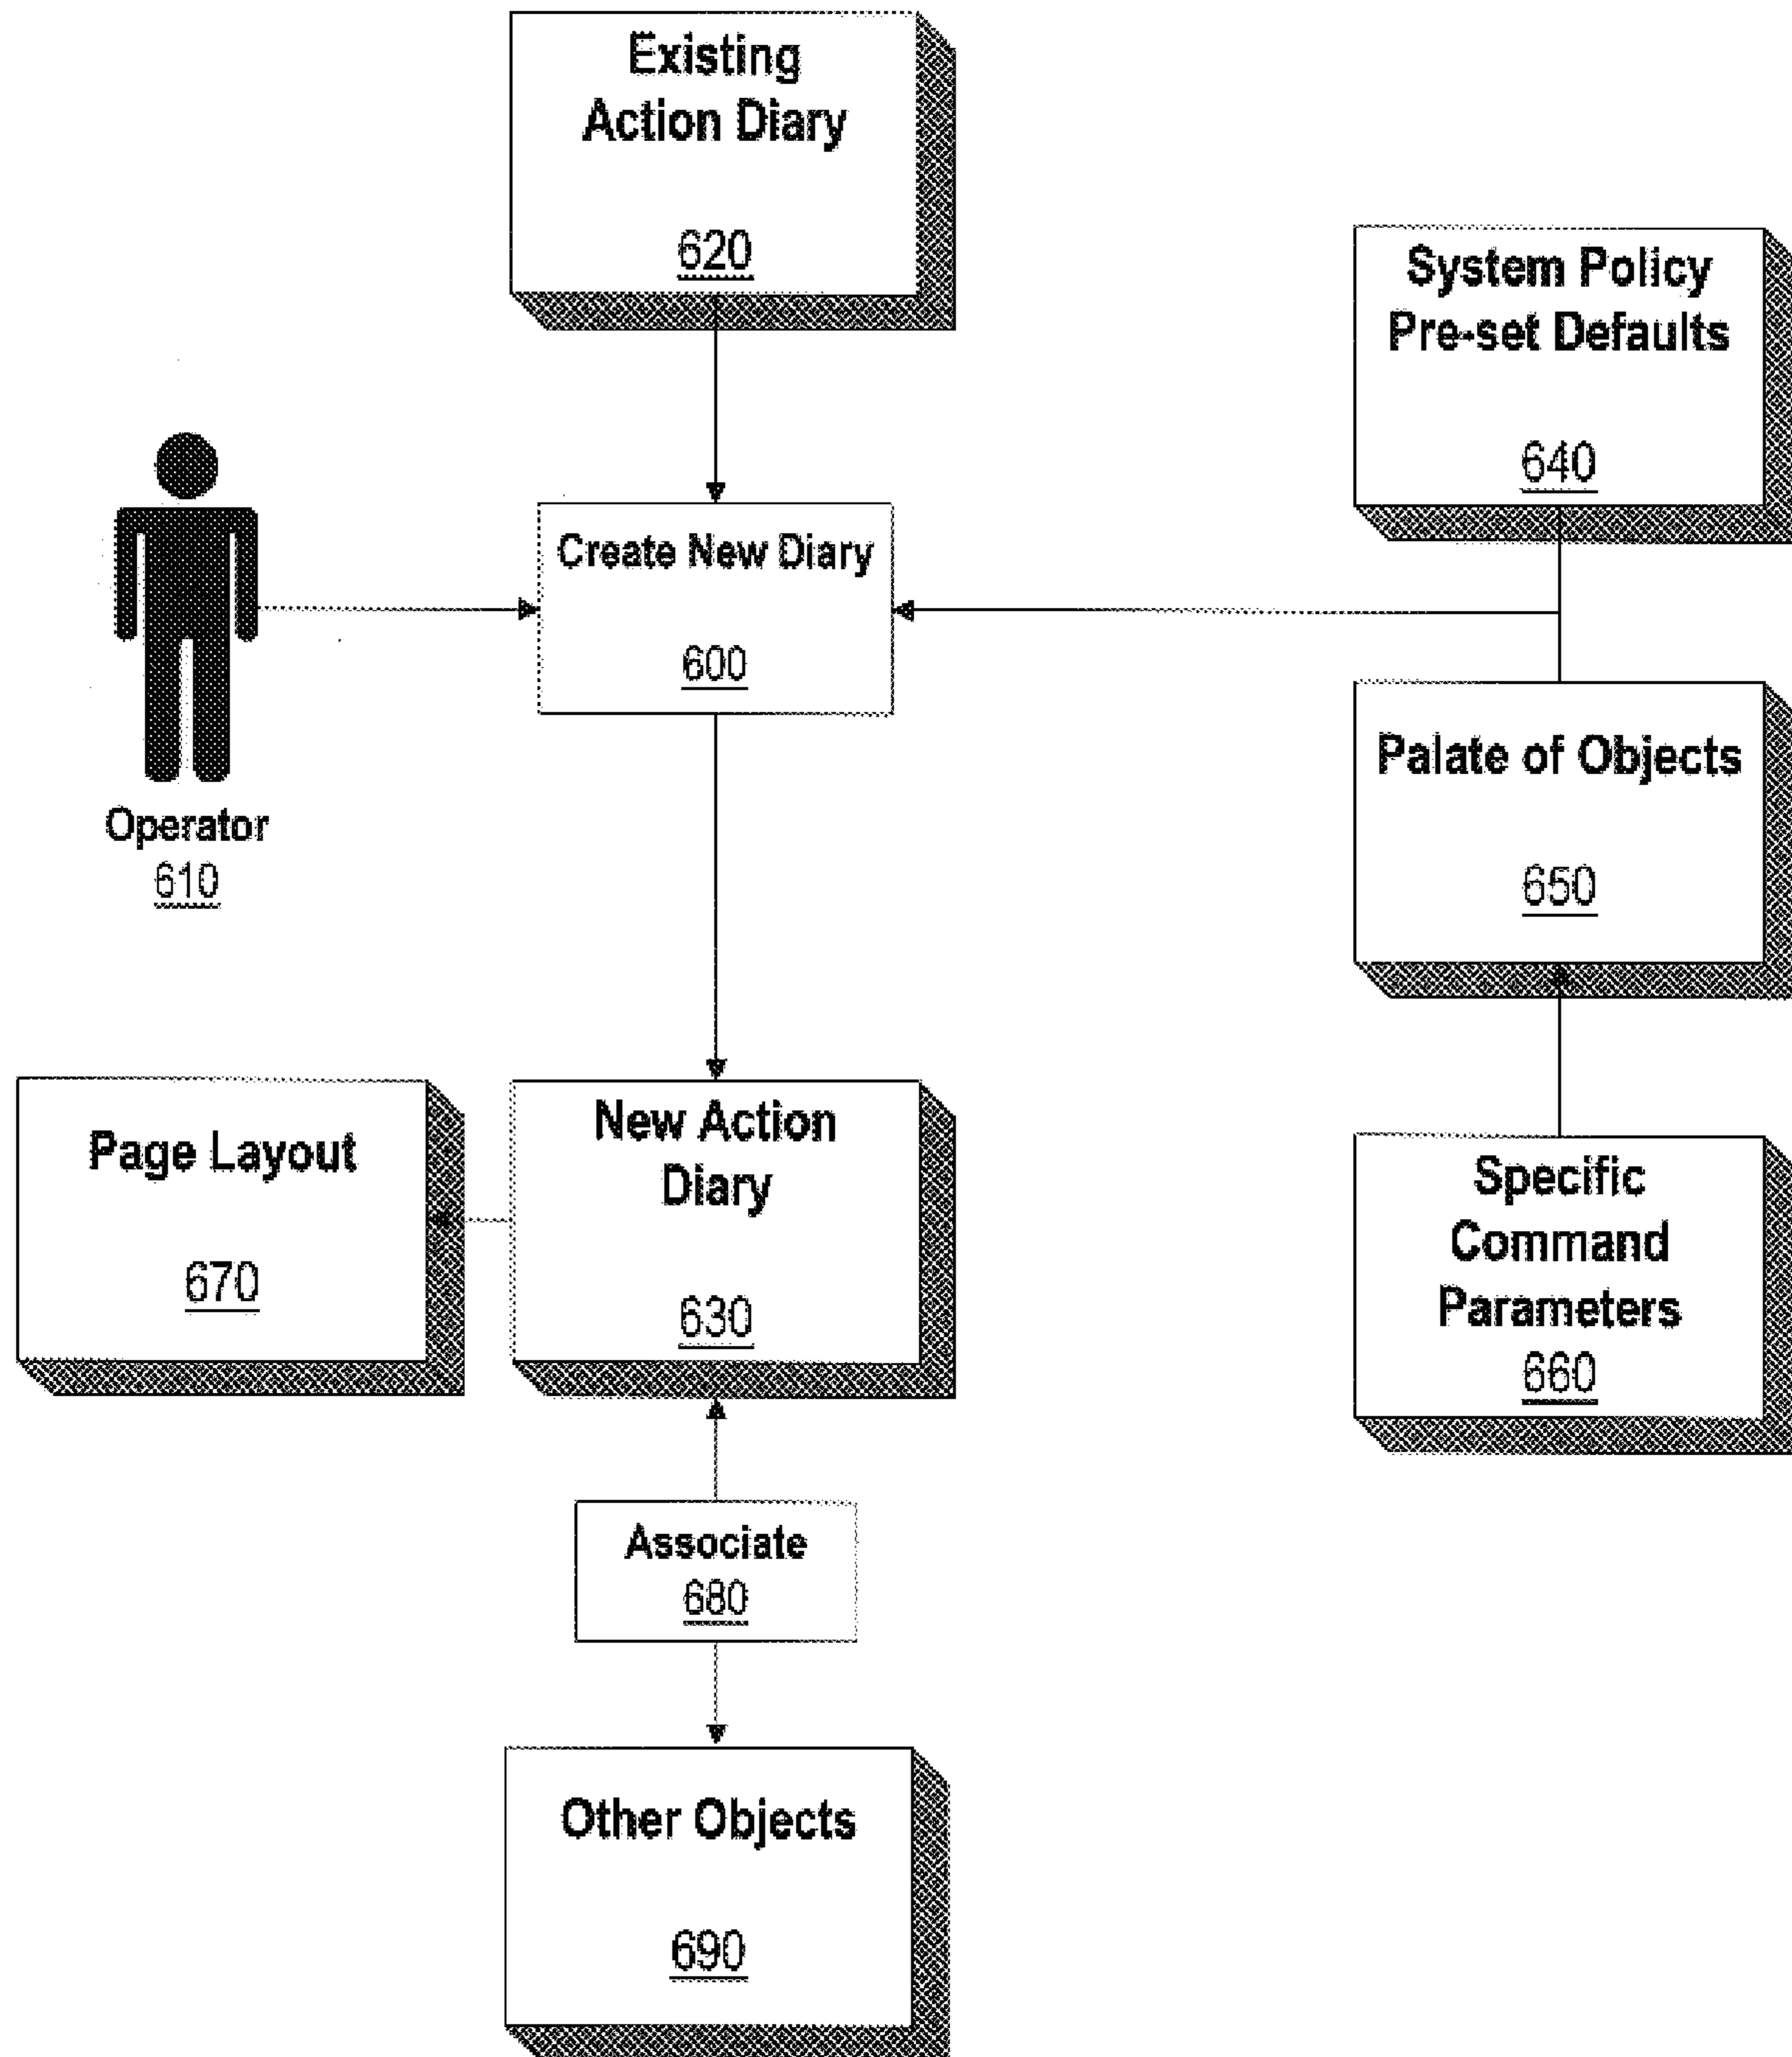 Existing
Action Diary
620
System Policy
Pre-set Defaults
640
Create New Diary
600
Operator
610
Palate of Objects
650
Page Layout
670
New Action
Diary
630
Specific
Command
Parameters
660
Associate
680
Other Objects
690